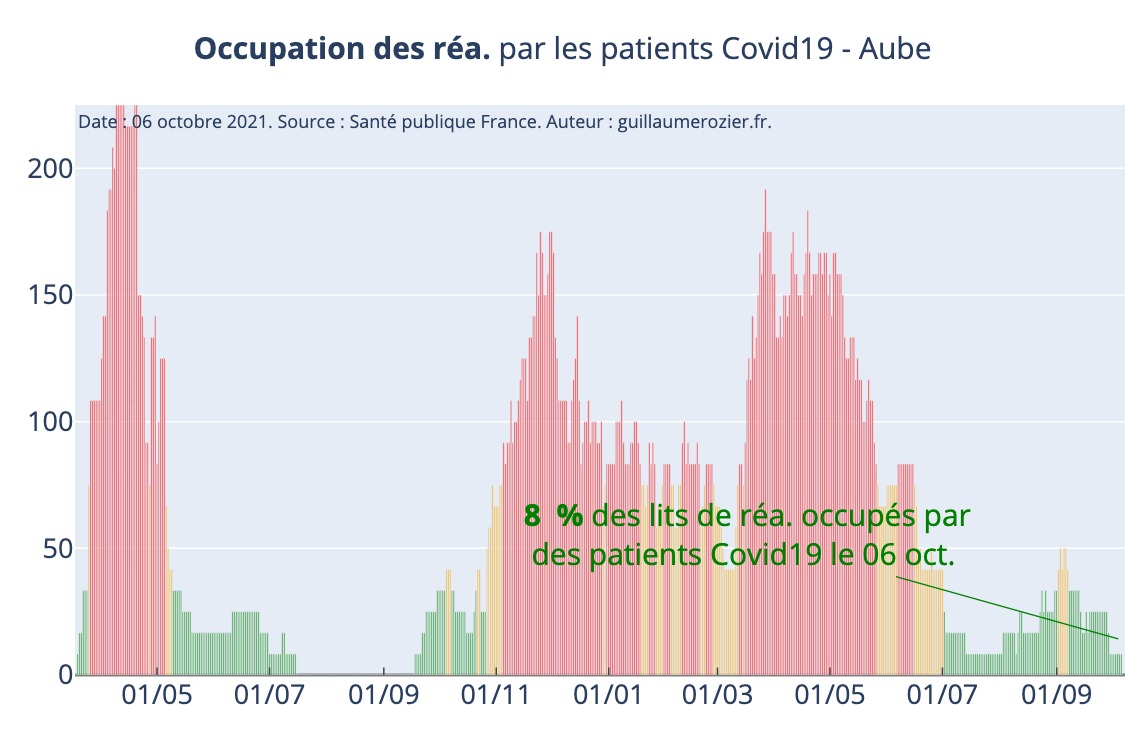 Occupation des réa. par les patients Covid19 - Aube
Date : 06 octobre 2021. Source : Santé publique France. Auteur : guillaumerozier.fr.
200
150
100
50
0
8 % des lits de réa. occupés par
des patients Covid19 le 06 oct.
01/05 01/07 01/09 01/11 01/01 01/03 01/05 01/07 01/09